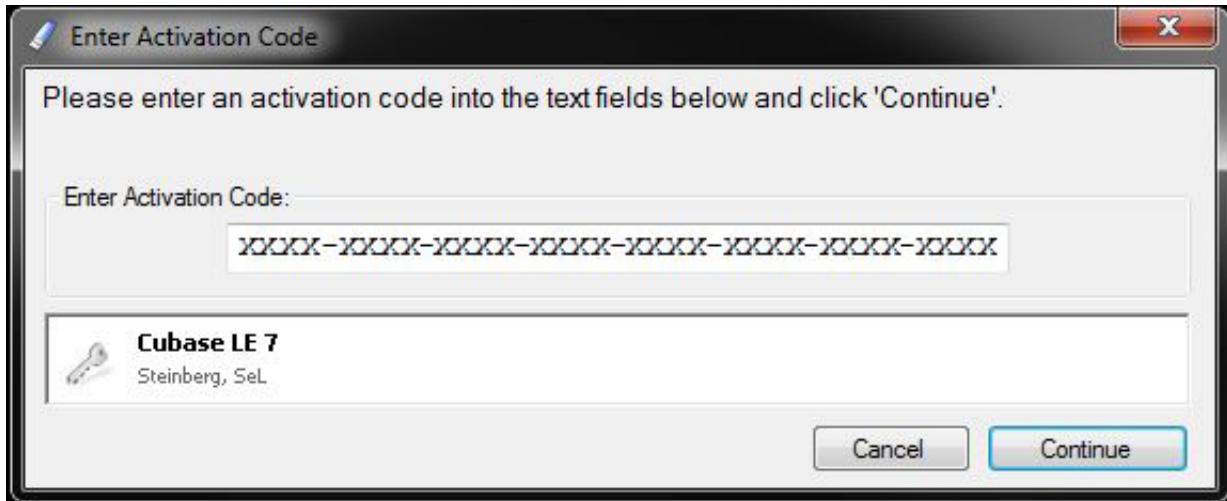 Enter Activation Code
Please enter an activation code into the text fields below and click 'Continue'.
Enter Activation Code:
XXXX-XXXX-XXXX-XXXX-XXXX-XXXX-XXXX-XXXX
Cubase LE 7
Steinberg, SeL
Cancel Continue